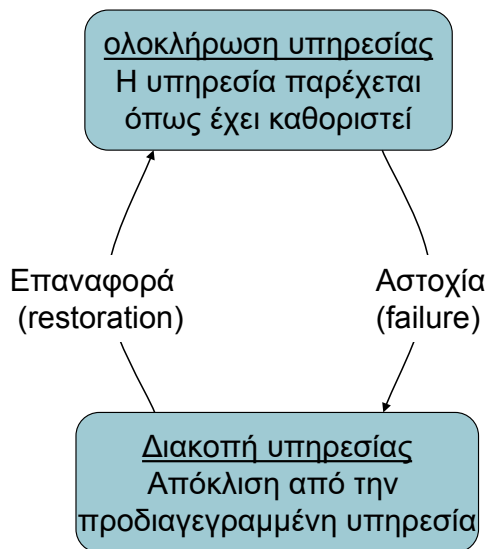 ολοκλήρωση υπηρεσίας
Η υπηρεσία παρέχεται
όπως έχει καθοριστεί
Επαναφορά
(restoration)
Αστοχία
(failure)
Διακοπή υπηρεσίας
Απόκλιση από την
προδιαγεγραμμένη υπηρεσία